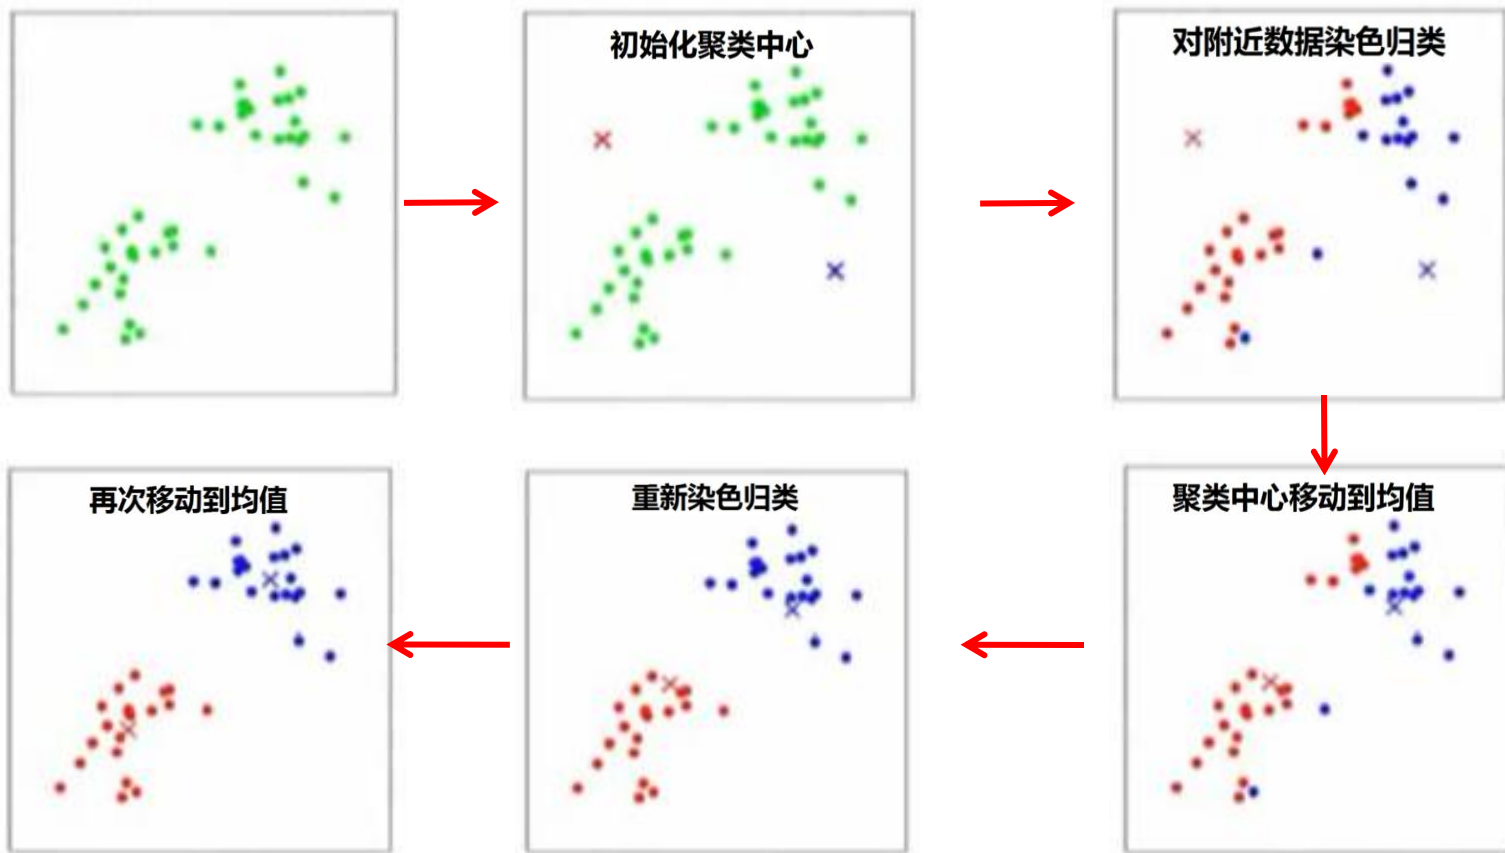 初始化聚类中心
对附近数据染色归类
聚类中心移动到均值
重新染色归类
再次移动到均值